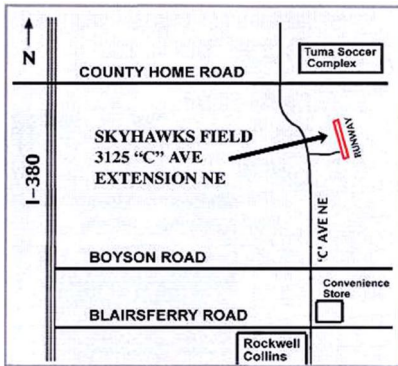 N
Tuma Soccer
Complex
COUNTY HOME ROAD
SKYHAWKS FIELD
3125 “C” AVE
EXTENSION NE
RUNWAY
I-380
'C' AVE NE
BOYSON ROAD
Convenience
Store
BLAIRSFERRY ROAD
Rockwell
Collins